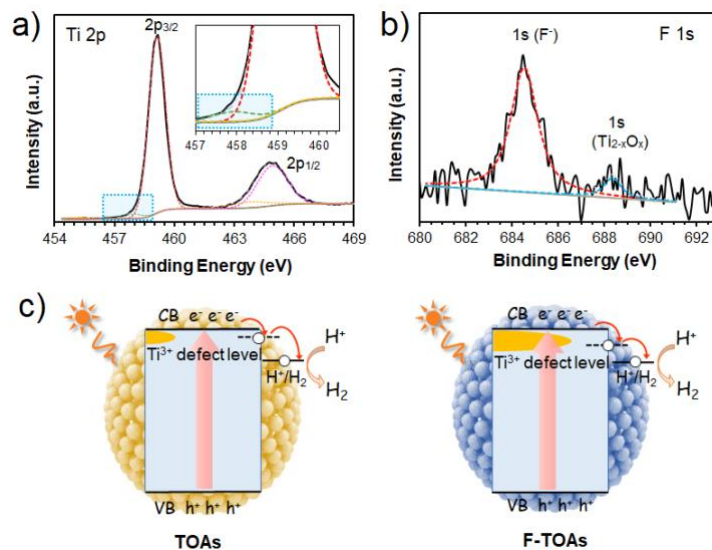 a)
Ti 2p
2p3/2
2p1/2
457 458 459 460
454 457 460 463 466 469
Binding Energy (eV)
Intensity (a.u.)
b)
F 1s
1s (F-)
1s
(Ti2-xOx)
680 682 684 686 688 690 692
Binding Energy (eV)
Intensity (a.u.)
c)
CB e- e- e-
Ti3+ defect level
H+
H+/H2
H2
VB h+ h+ h+
TOAs
CB e- e- e-
Ti3+ defect level
H+
H+/H2
H2
VB h+ h+ h+
F-TOAs